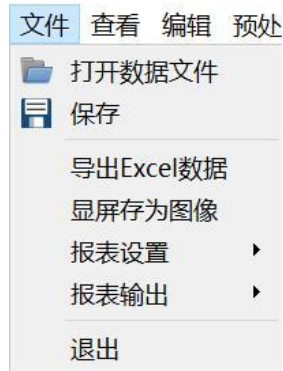 文件 查看 编辑 预处
打开数据文件
保存
导出Excel数据
显屏存为图像
报表设置
报表输出
退出